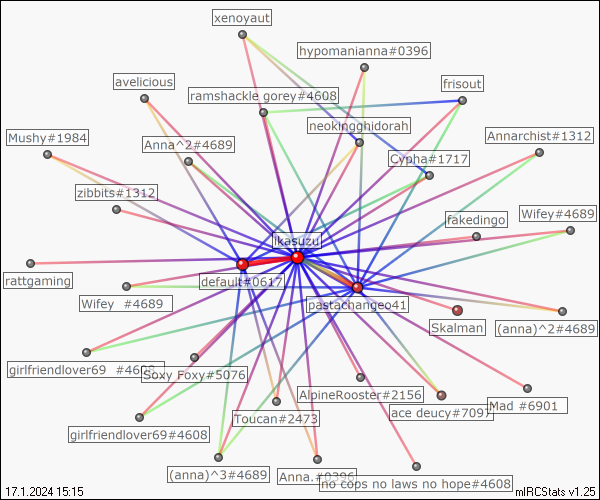 xenoyaut
hypomanianna#0396
avelicious
frisout
ramshackle gorey#4608
neokingghidorah
Mushy#1984
Anna^2#4689
Annarchist#1312
Cypha#1717
zibbits#1312
fakedingo
Wifey#4689
ikasuzu
rattgaming
default#0617
Wifey #4689
pastachangeo41
Skalman
(anna)^2#4689
girlfriendlover69 #4608
Soxy Foxy#5076
AlpineRooster#2156
Mad #6901
ace deucy#7097
Toucan#2473
girlfriendlover69#4608
(anna)^3#4689
Anna.#0396
no cops no laws no hope#4608
17.1.2024 15:15
mIRCStats v1.25